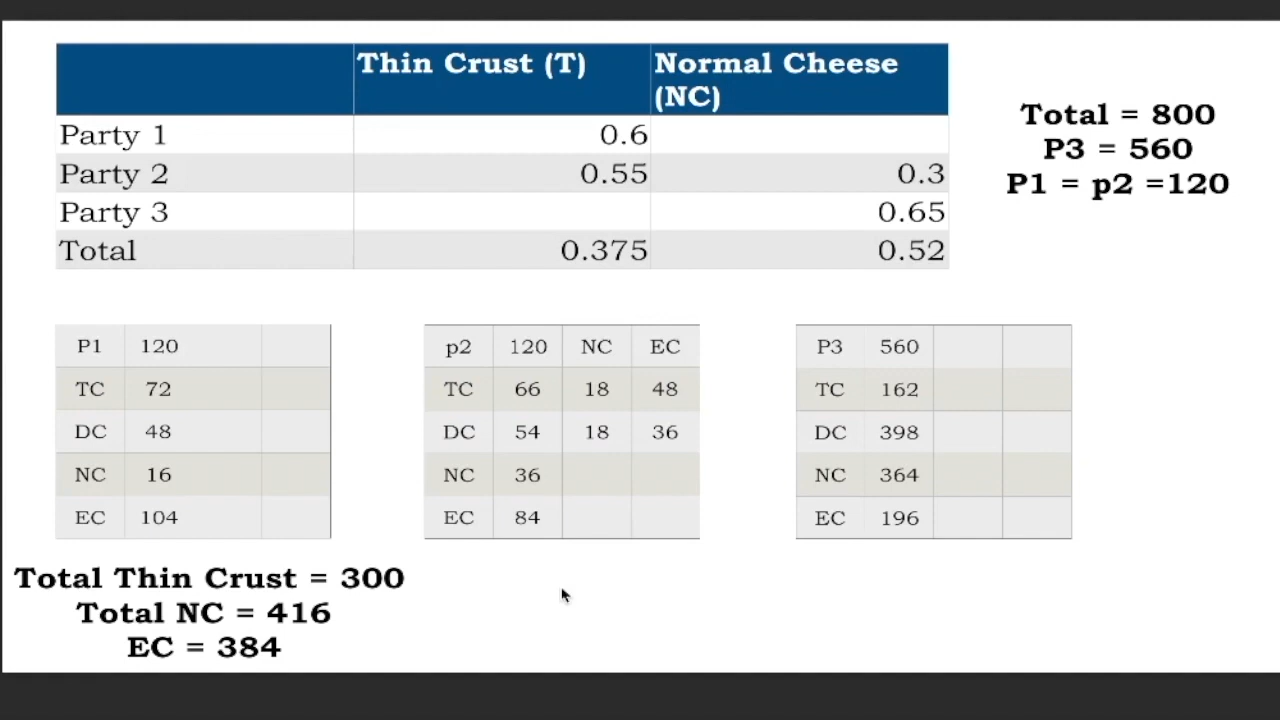 Thin Crust (T) Normal Cheese
(NC)
Party 1 0.6
Party 2 0.55 0.3
Party 3 0.65
Total 0.375 0.52
Total = 800
P3 = 560
P1 = p2 =120
P1 120
TC 72
DC 48
NC 16
EC 104
p2 120 NC EC
TC 66 18 48
DC 54 18 36
NC 36
EC 84
P3 560
TC 162
DC 398
NC 364
EC 196
Total Thin Crust = 300
Total NC = 416
EC = 384